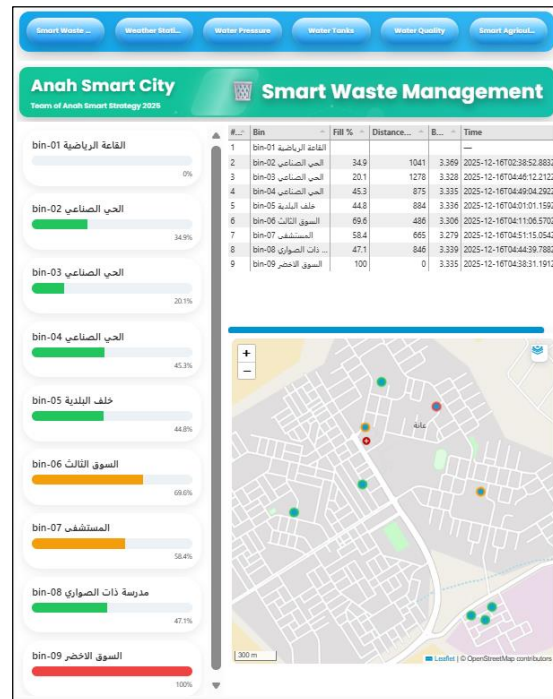 Smart Waste ...
Weather Stati...
Water Pressure
Water Tanks
Water Quality
Smart Agricul...
Anah Smart City
Team of Anah Smart Strategy 2025
Smart Waste Management
bin-01 القاعة الرياضية
0%
bin-02 الحي الصناعي
34.9%
bin-03 الحي الصناعي
20.1%
bin-04 الحي الصناعي
45.3%
bin-05 خلف البلدية
44.8%
bin-06 السوق الثالث
69.6%
bin-07 المستشفى
58.4%
bin-08 مدرسة ذات الصواري
47.1%
bin-09 السوق الاخضر
100%
#... Bin Fill % Distance... B... Time
1 bin-01 القاعة الرياضية —
2 bin-02 الحي الصناعي 34.9 1041 3.369 2025-12-16T02:38:52.8832
3 bin-03 الحي الصناعي 20.1 1278 3.328 2025-12-16T04:46:12.2122
4 bin-04 الحي الصناعي 45.3 875 3.335 2025-12-16T04:49:04.2922
5 bin-05 خلف البلدية 44.8 884 3.336 2025-12-16T04:01:01.1592
6 bin-06 السوق الثالث 69.6 486 3.306 2025-12-16T04:11:06.5702
7 bin-07 المستشفى 58.4 665 3.279 2025-12-16T04:51:15.0542
8 bin-08 ذات الصواري ... 47.1 846 3.339 2025-12-16T04:44:39.7882
9 bin-09 السوق الاخضر 100 0 3.335 2025-12-16T04:38:31.1912
+
−
عانة
300 m
Leaflet | © OpenStreetMap contributors